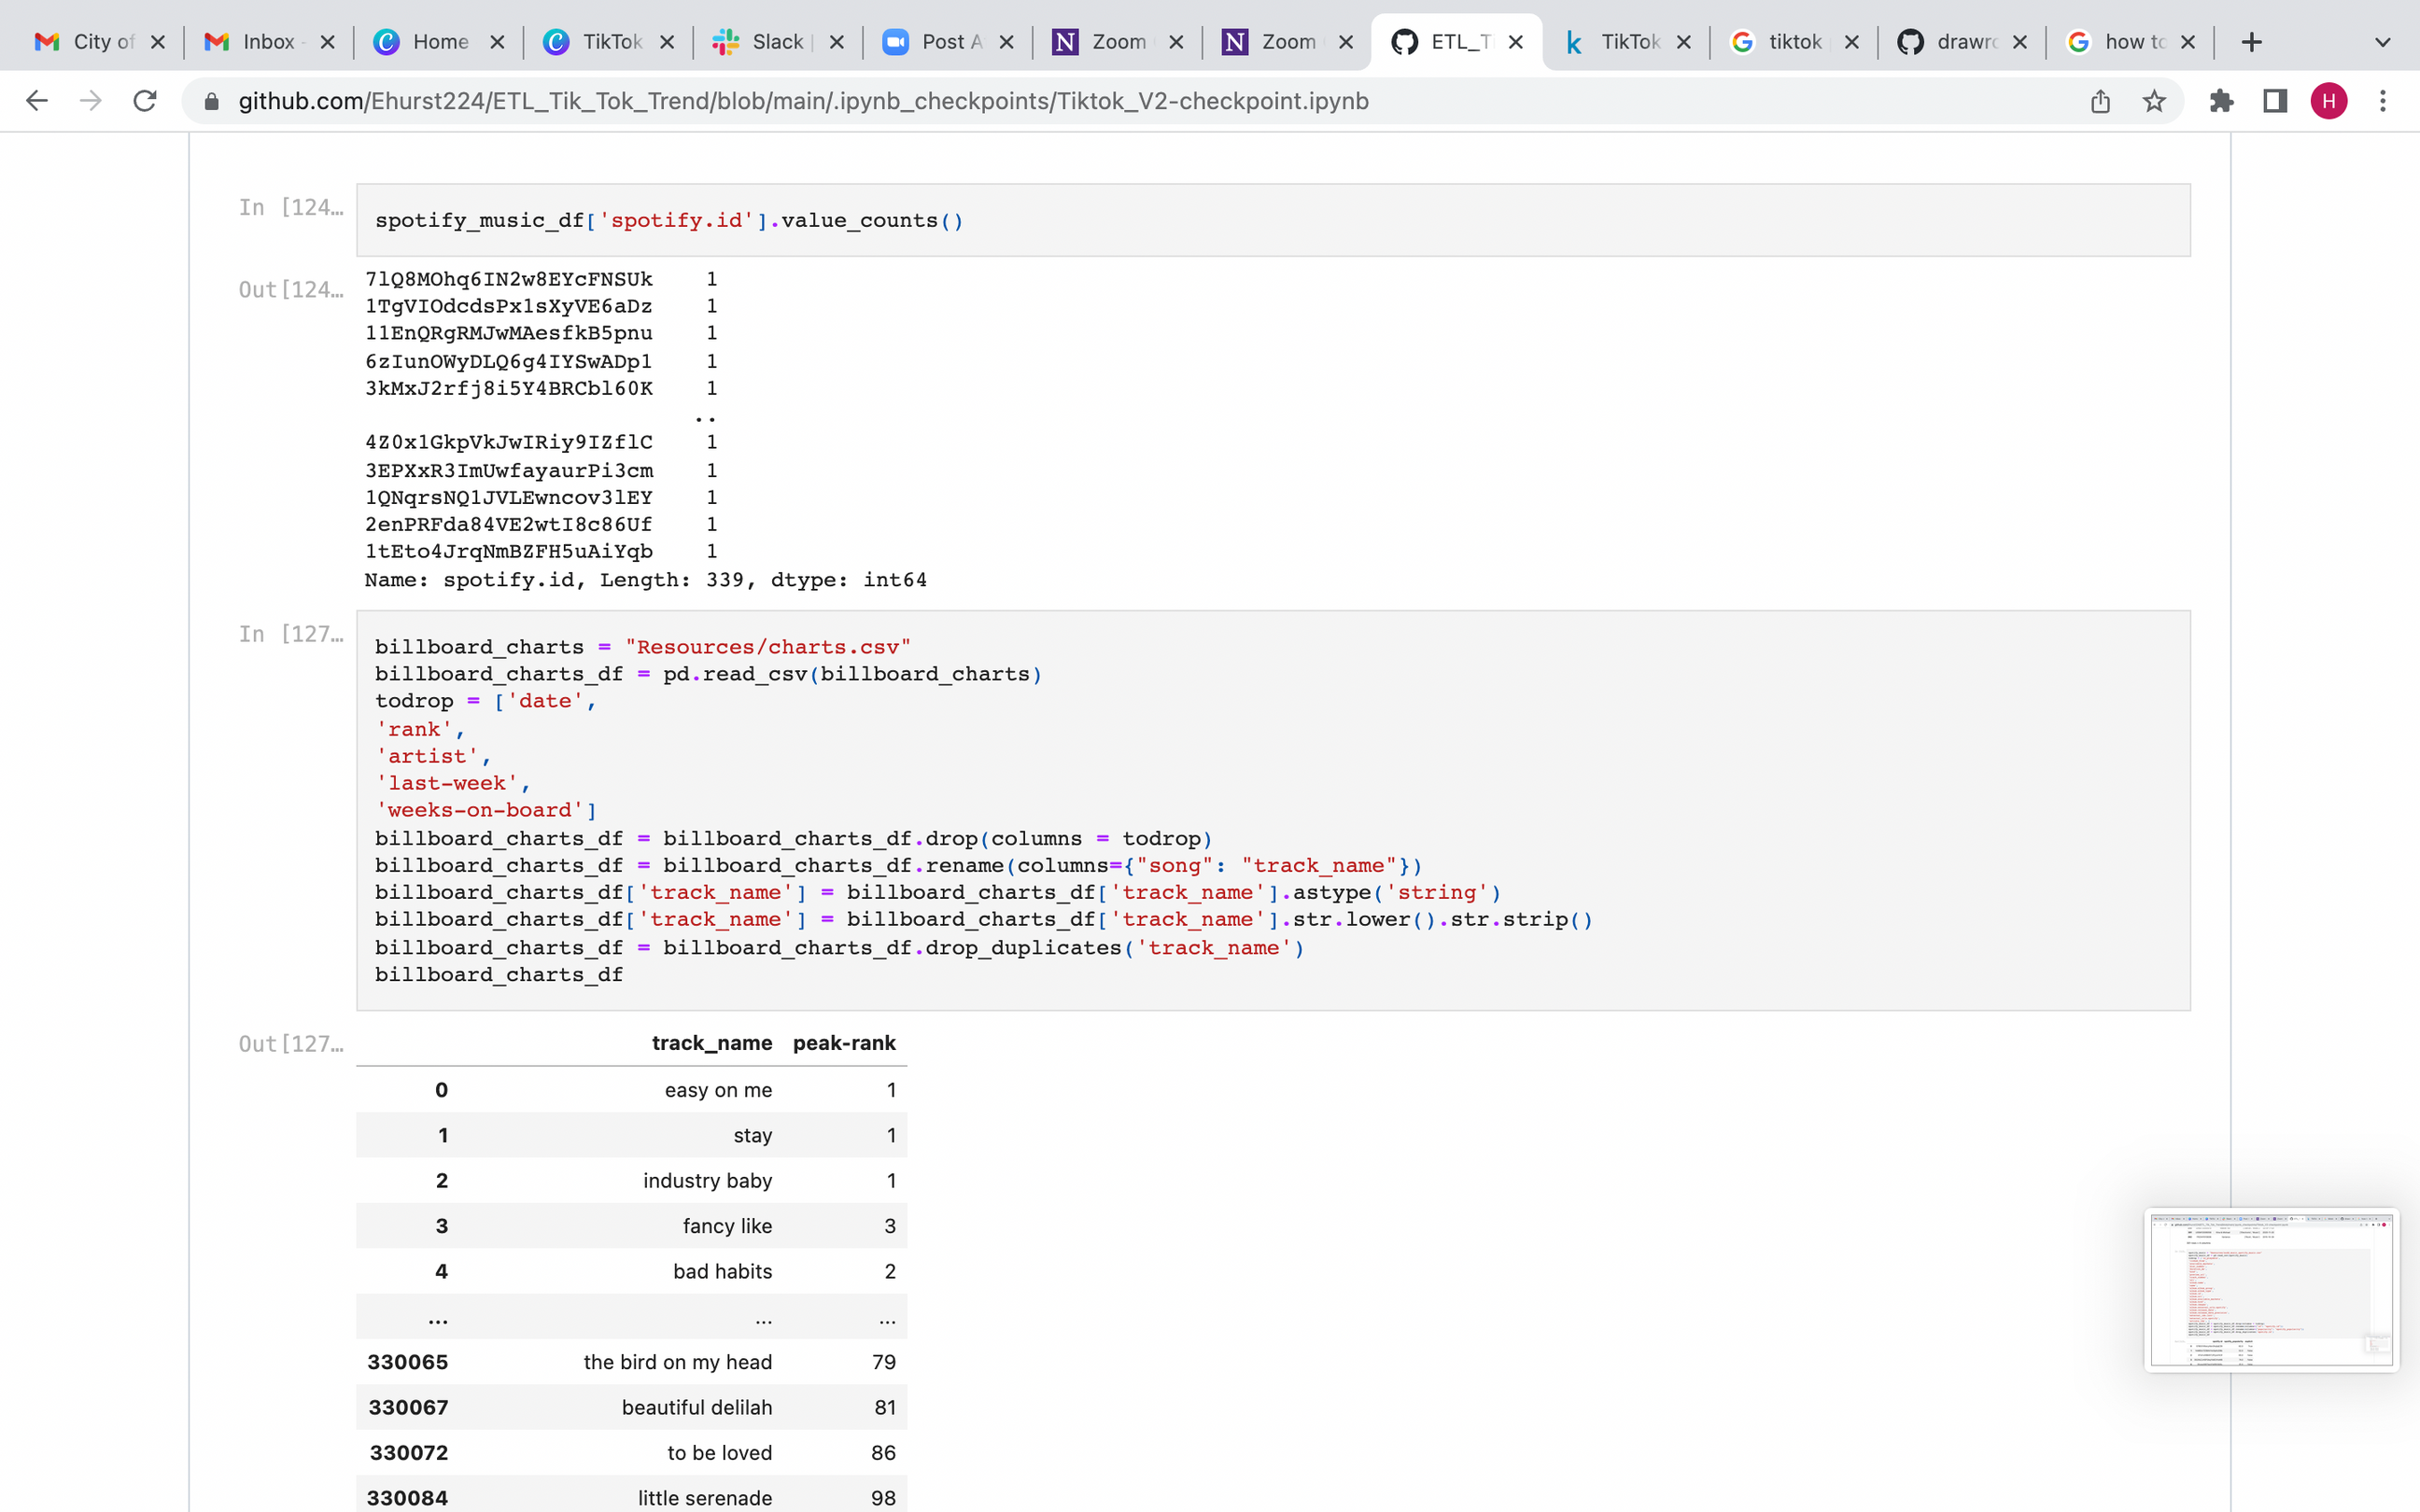 City of
Inbox -
Home
TikTok
Slack |
Post A
Zoom
Zoom
ETL_T
TikTok
tiktok
drawrc
how to
github.com/Ehurst224/ETL_Tik_Tok_Trend/blob/main/.ipynb_checkpoints/Tiktok_V2-checkpoint.ipynb
H
In [124…
spotify_music_df['spotify.id'].value_counts()
Out[124…
7lQ8MOhq6IN2w8EYcFNSUk 1
1TgVIOdcdsPx1sXyVE6aDz 1
11EnQRgRMJwMAesfkB5pnu 1
6zIunOWyDLQ6g4IYSwADp1 1
3kMxJ2rfj8i5Y4BRCbl60K 1
..
4Z0x1GkpVkJwIRiy9IZflC 1
3EPXxR3ImUwfayaurPi3cm 1
1QNqrsNQ1JVLEwncov3lEY 1
2enPRFda84VE2wtI8c86Uf 1
1tEto4JrqNmBZFH5uAiYqb 1
Name: spotify.id, Length: 339, dtype: int64
In [127…
billboard_charts = "Resources/charts.csv"
billboard_charts_df = pd.read_csv(billboard_charts)
todrop = ['date',
'rank',
'artist',
'last-week',
'weeks-on-board']
billboard_charts_df = billboard_charts_df.drop(columns = todrop)
billboard_charts_df = billboard_charts_df.rename(columns={"song": "track_name"})
billboard_charts_df['track_name'] = billboard_charts_df['track_name'].astype('string')
billboard_charts_df['track_name'] = billboard_charts_df['track_name'].str.lower().str.strip()
billboard_charts_df = billboard_charts_df.drop_duplicates('track_name')
billboard_charts_df
Out[127…
track_name peak-rank
0 easy on me 1
1 stay 1
2 industry baby 1
3 fancy like 3
4 bad habits 2
... ... ...
330065 the bird on my head 79
330067 beautiful delilah 81
330072 to be loved 86
330084 little serenade 98